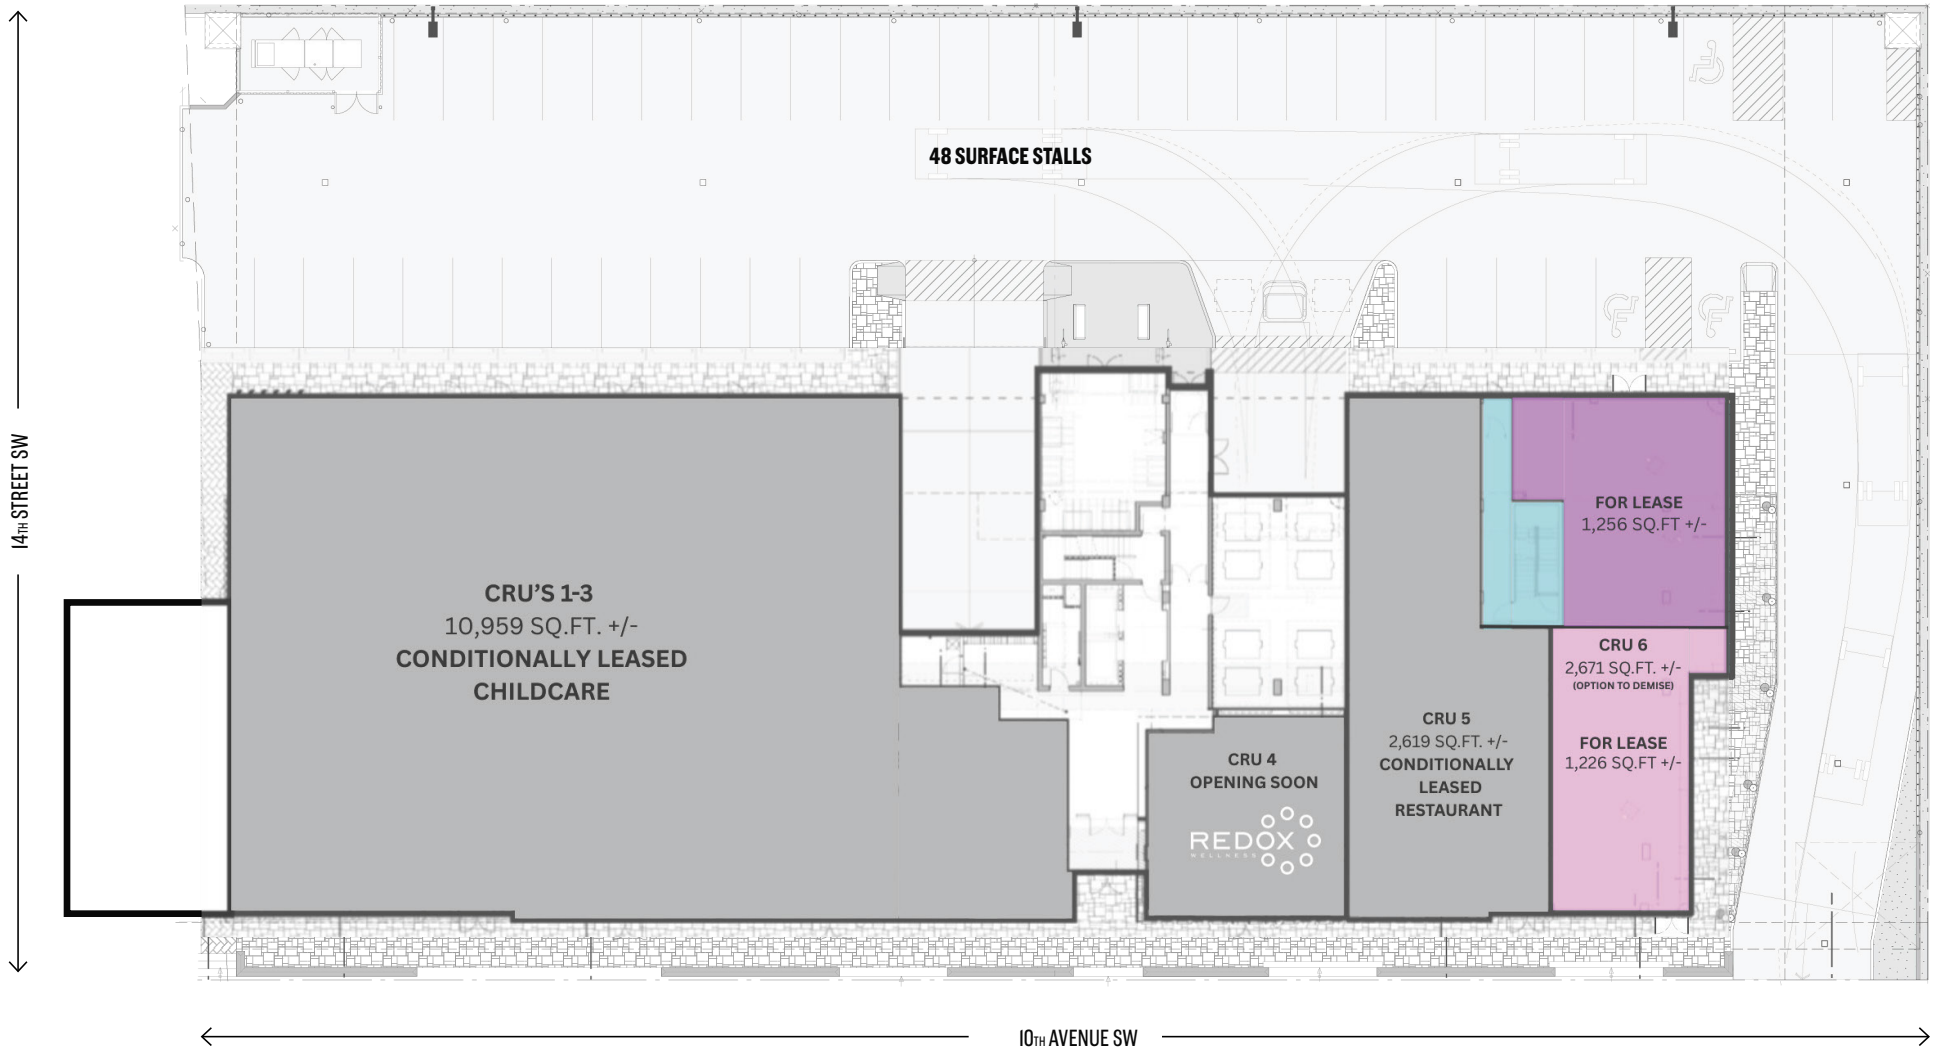 48 SURFACE STALLS
14TH STREET SW
CRU'S 1-3
10,959 SQ.FT. +/-
CONDITIONALLY LEASED
CHILDCARE
CRU 4
OPENING SOON
REDOX
WELLNESS
CRU 5
2,619 SQ.FT. +/-
CONDITIONALLY
LEASED
RESTAURANT
FOR LEASE
1,256 SQ.FT +/-
CRU 6
2,671 SQ.FT. +/-
(OPTION TO DEMISE)
FOR LEASE
1,226 SQ.FT +/-
10TH AVENUE SW